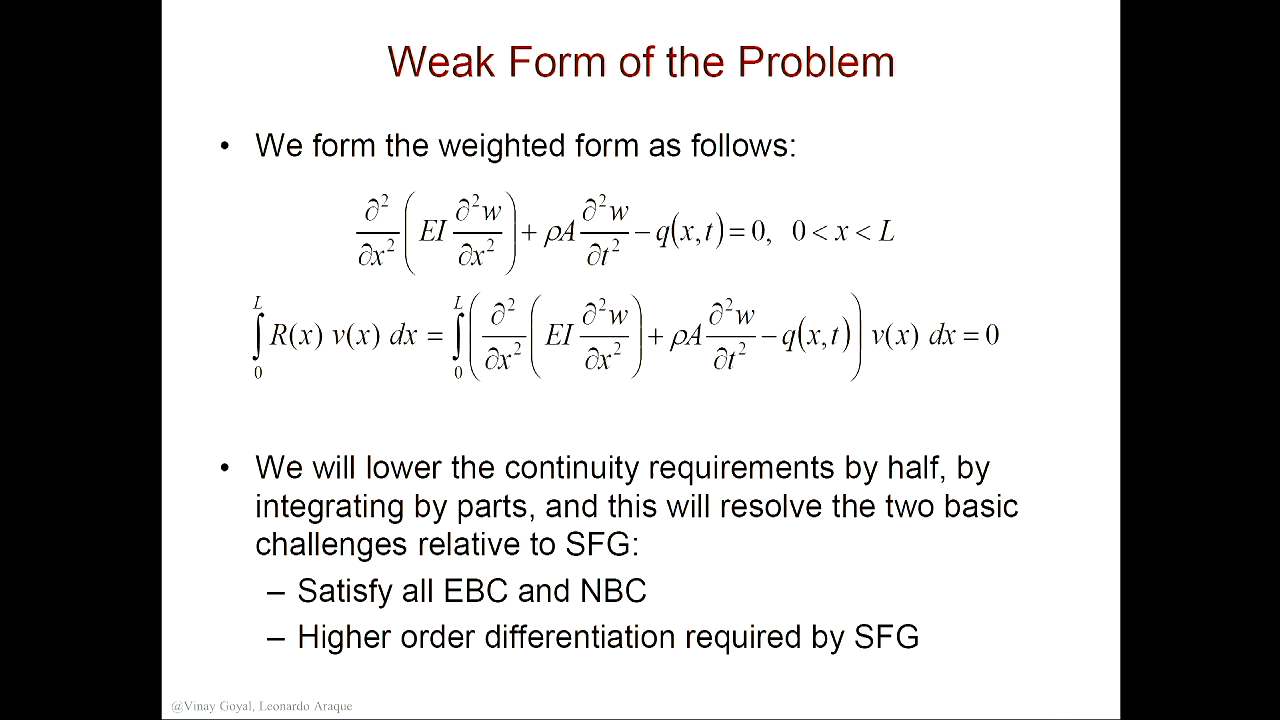 Weak Form of the Problem
• We form the weighted form as follows:
∂²/∂x² ( EI ∂²w/∂x² ) + ρA ∂²w/∂t² − q(x,t) = 0, 0 < x < L
∫₀ᴸ R(x) v(x) dx = ∫₀ᴸ ( ∂²/∂x² ( EI ∂²w/∂x² ) + ρA ∂²w/∂t² − q(x,t) ) v(x) dx = 0
• We will lower the continuity requirements by half, by
integrating by parts, and this will resolve the two basic
challenges relative to SFG:
– Satisfy all EBC and NBC
– Higher order differentiation required by SFG
@Vinay Goyal, Leonardo Araque